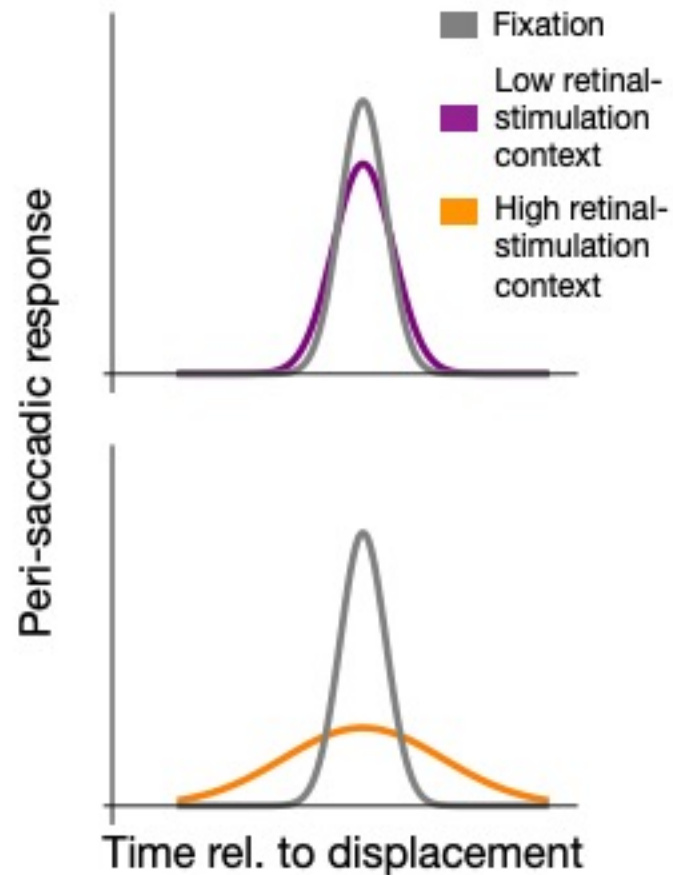 Fixation
Low retinal-
stimulation
context
High retinal-
stimulation
context
Peri-saccadic response
Time rel. to displacement